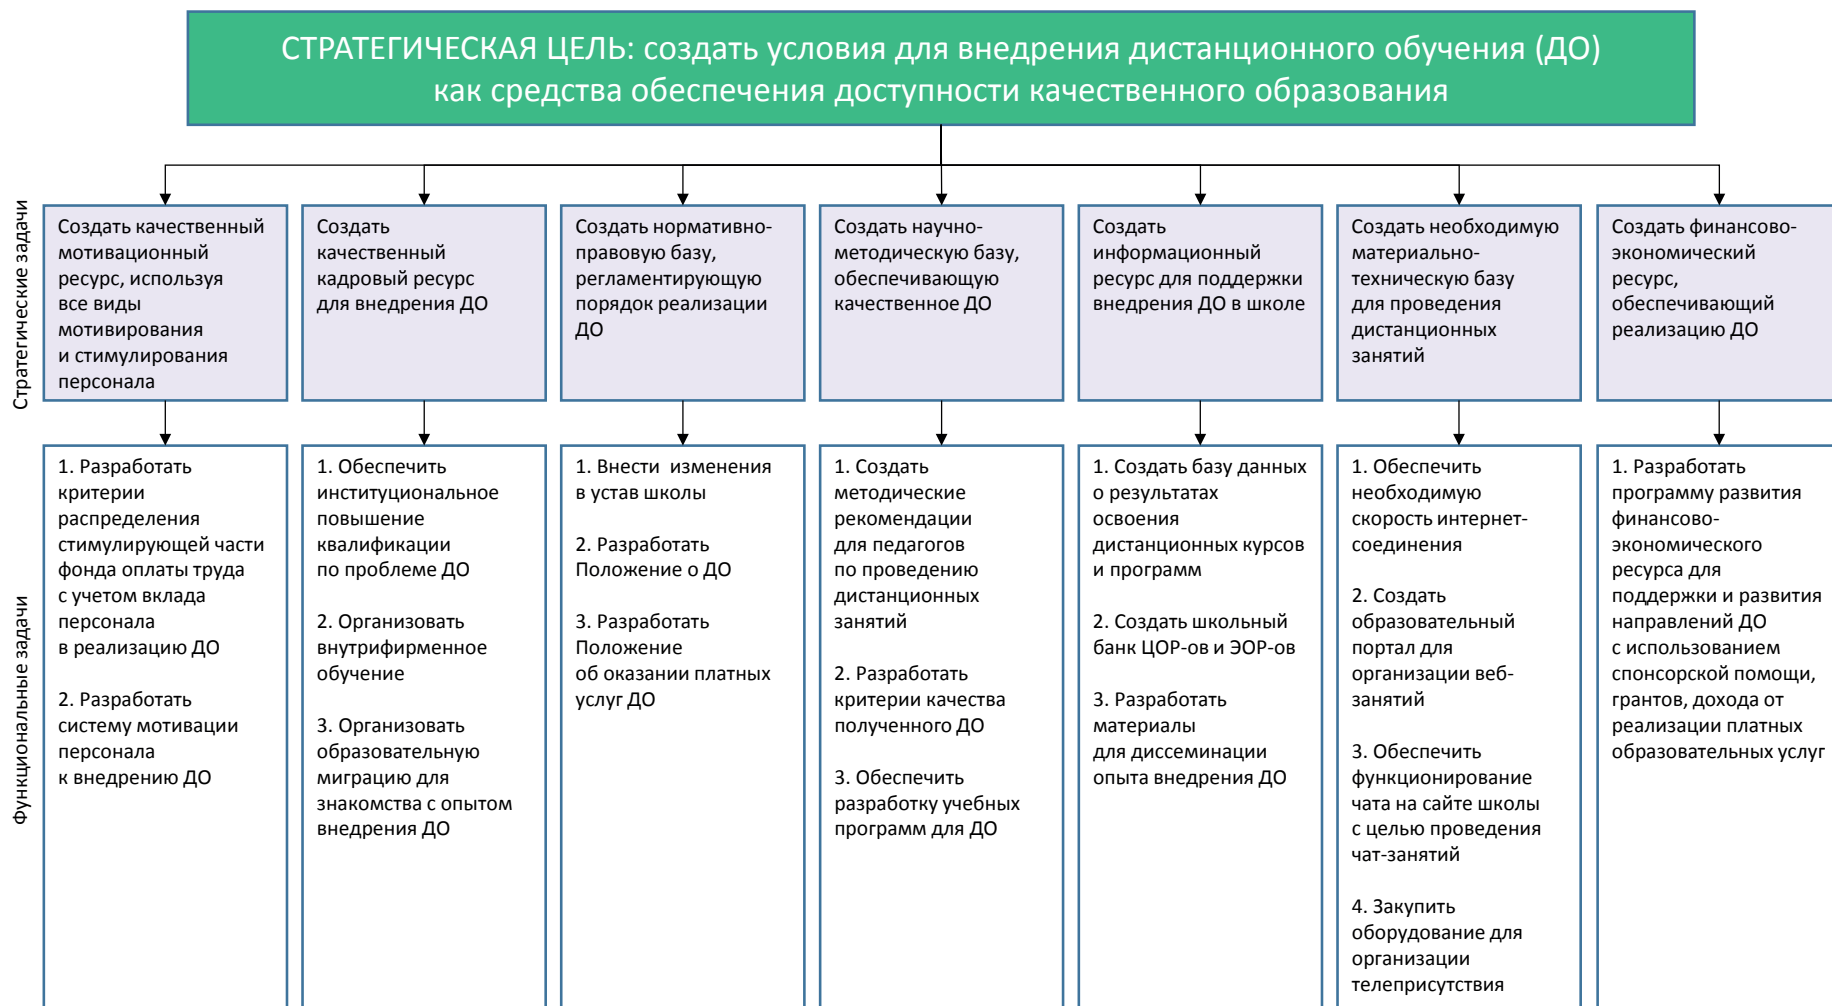 СТРАТЕГИЧЕСКАЯ ЦЕЛЬ: создать условия для внедрения дистанционного обучения (ДО)
как средства обеспечения доступности качественного образования
Стратегические задачи
Создать качественный
мотивационный
ресурс, используя
все виды
мотивирования
и стимулирования
персонала
Создать
качественный
кадровый ресурс
для внедрения ДО
Создать нормативно-
правовую базу,
регламентирующую
порядок реализации
ДО
Создать научно-
методическую базу,
обеспечивающую
качественное ДО
Создать
информационный
ресурс для поддержки
внедрения ДО в школе
Создать необходимую
материально-
техническую базу
для проведения
дистанционных
занятий
Создать финансово-
экономический
ресурс,
обеспечивающий
реализацию ДО
Функциональные задачи
1. Разработать
критерии
распределения
стимулирующей части
фонда оплаты труда
с учетом вклада
персонала
в реализацию ДО
2. Разработать
систему мотивации
персонала
к внедрению ДО
1. Обеспечить
институциональное
повышение
квалификации
по проблеме ДО
2. Организовать
внутрифирменное
обучение
3. Организовать
образовательную
миграцию для
знакомства с опытом
внедрения ДО
1. Внести изменения
в устав школы
2. Разработать
Положение о ДО
3. Разработать
Положение
об оказании платных
услуг ДО
1. Создать
методические
рекомендации
для педагогов
по проведению
дистанционных
занятий
2. Разработать
критерии качества
полученного ДО
3. Обеспечить
разработку учебных
программ для ДО
1. Создать базу данных
о результатах
освоения
дистанционных курсов
и программ
2. Создать школьный
банк ЦОР-ов и ЭОР-ов
3. Разработать
материалы
для диссеминации
опыта внедрения ДО
1. Обеспечить
необходимую
скорость интернет-
соединения
2. Создать
образовательный
портал для
организации веб-
занятий
3. Обеспечить
функционирование
чата на сайте школы
с целью проведения
чат-занятий
4. Закупить
оборудование для
организации
телеприсутствия
1. Разработать
программу развития
финансово-
экономического
ресурса для
поддержки и развития
направлений ДО
с использованием
спонсорской помощи,
грантов, дохода от
реализации платных
образовательных услуг